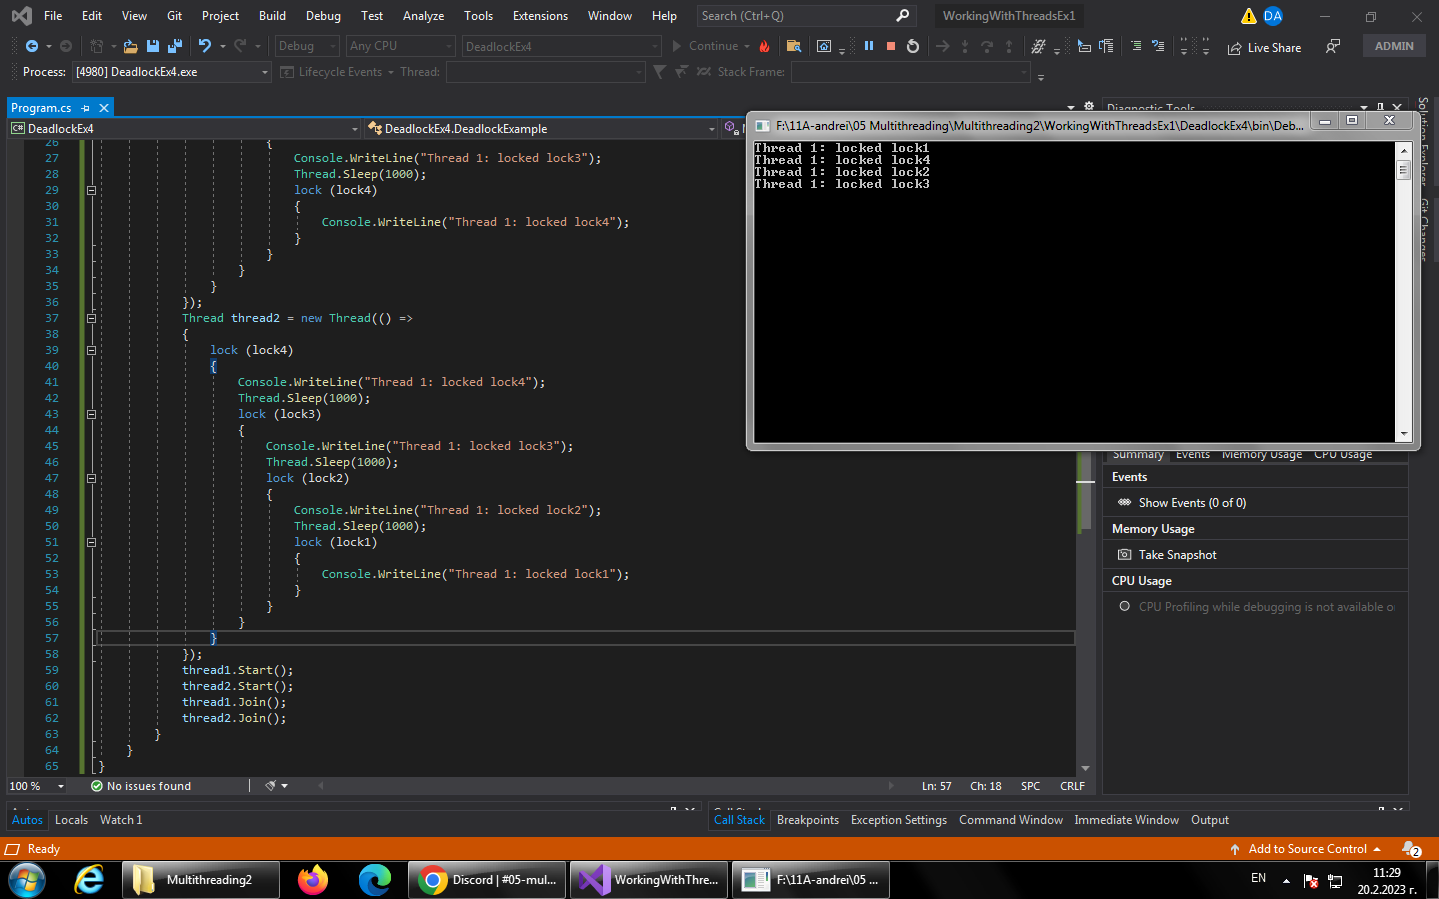 File Edit View Git Project Build Debug Test Analyze Tools Extensions Window Help Search (Ctrl+Q) WorkingWithThreadsEx1 DA
Debug Any CPU DeadlockEx4 Continue Live Share ADMIN
Process: [4980] DeadlockEx4.exe Lifecycle Events Thread: Stack Frame:
Program.cs Diagnostic Tools
C# DeadlockEx4 DeadlockEx4.DeadlockExample
F:\11A-andrei\05 Multithreading\Multithreading2\WorkingWithThreadsEx1\DeadlockEx4\bin\Deb...
Thread 1: locked lock1
Thread 1: locked lock4
Thread 1: locked lock2
Thread 1: locked lock3
Solution Explorer
Git Changes
26 {
27 Console.WriteLine("Thread 1: locked lock3");
28 Thread.Sleep(1000);
29 lock (lock4)
30 {
31 Console.WriteLine("Thread 1: locked lock4");
32 }
33 }
34 }
35 }
36 });
37 Thread thread2 = new Thread(() =>
38 {
39 lock (lock4)
40 {
41 Console.WriteLine("Thread 1: locked lock4");
42 Thread.Sleep(1000);
43 lock (lock3)
44 {
45 Console.WriteLine("Thread 1: locked lock3");
46 Thread.Sleep(1000);
47 lock (lock2)
48 {
49 Console.WriteLine("Thread 1: locked lock2");
50 Thread.Sleep(1000);
51 lock (lock1)
52 {
53 Console.WriteLine("Thread 1: locked lock1");
54 }
55 }
56 }
57 }
58 });
59 thread1.Start();
60 thread2.Start();
61 thread1.Join();
62 thread2.Join();
63 }
64 }
65 }
Summary Events Memory Usage CPU Usage
Events
Show Events (0 of 0)
Memory Usage
Take Snapshot
CPU Usage
CPU Profiling while debugging is not available o
100 % No issues found Ln: 57 Ch: 18 SPC CRLF
Autos Locals Watch 1 Call Stack Breakpoints Exception Settings Command Window Immediate Window Output
Ready Add to Source Control 2
Multithreading2 Discord | #05-mul... WorkingWithThre... F:\11A-andrei\05 ... EN 11:29
20.2.2023 г.